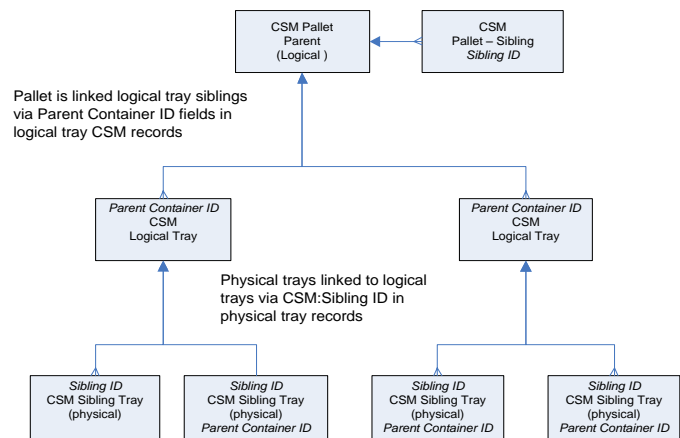 CSM Pallet
Parent
(Logical )
CSM
Pallet – Sibling
Sibling ID
Pallet is linked logical tray siblings
via Parent Container ID fields in
logical tray CSM records
Parent Container ID
CSM
Logical Tray
Parent Container ID
CSM
Logical Tray
Physical trays linked to logical
trays via CSM:Sibling ID in
physical tray records
Sibling ID
CSM Sibling Tray
(physical)
Sibling ID
CSM Sibling Tray
(physical)
Parent Container ID
Sibling ID
CSM Sibling Tray
(physical)
Parent Container ID
Sibling ID
CSM Sibling Tray
(physical)
Parent Container ID